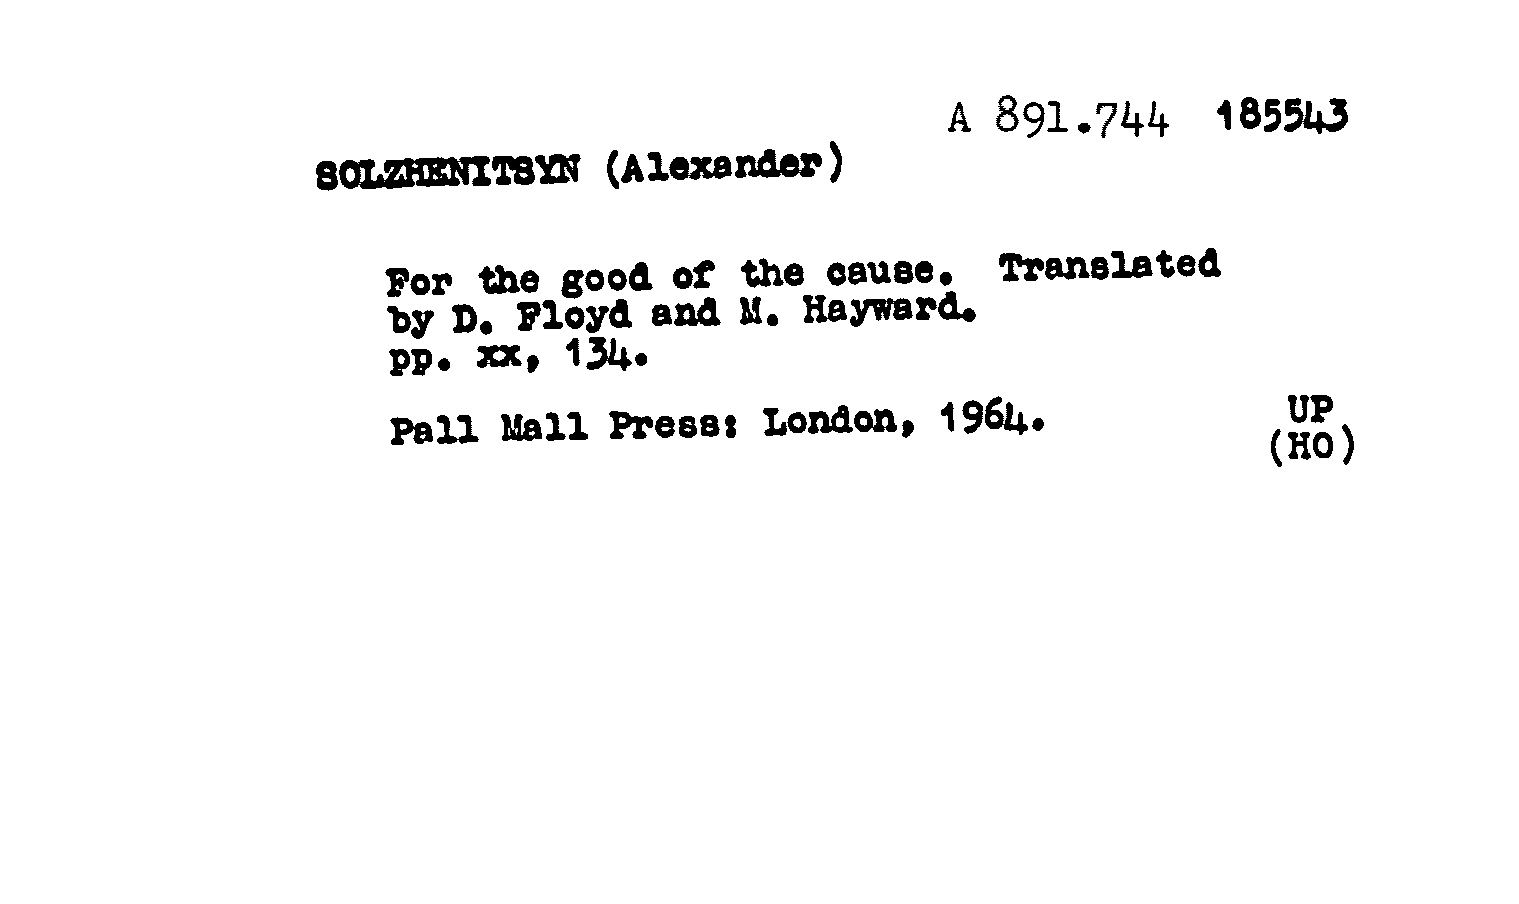 A 891.744 185543
SOLZHENITSYN (Alexander)
For the good of the cause. Translated
by D. Floyd and M. Hayward.
pp. xx, 134.
Pall Mall Press: London, 1964.
UP
(HO)